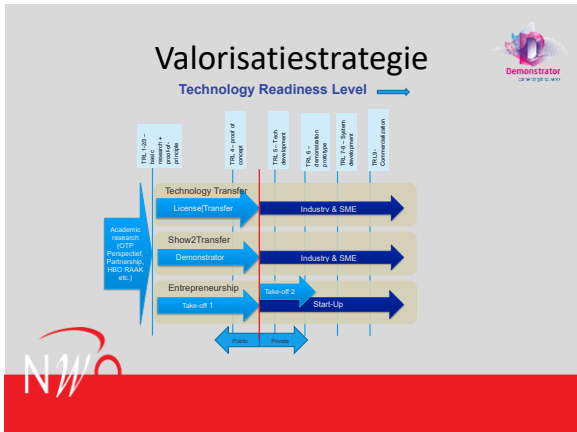 Valorisatiestrategie
Demonstrator
Technology Readiness Level
TRL 1-2/3 –
basic
research +
proof-of-
principle
TRL 4 - proof of
concept
TRL 5 - Tech
development
TRL 6 –
demonstration
prototype
TRL 7-8 – System
development
TRL9-
Commercialization
Technology Transfer
License|Transfer
Industry & SME
Academic
research
(OTP
Perspectief,
Partnership,
HBO RAAK
etc.)
Show2Transfer
Demonstrator
Industry & SME
Entrepreneurship
Take-off 1
Take-off 2
Start-Up
Public
Private
NWO